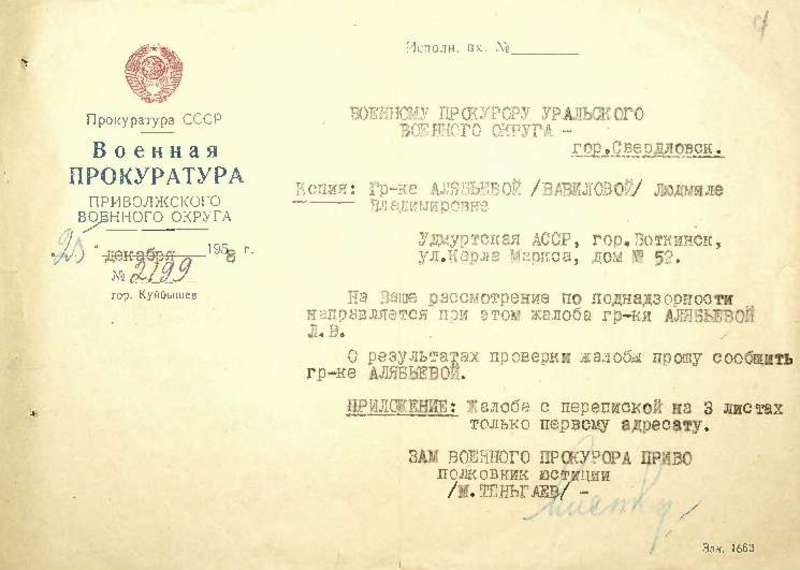 Исполн. вх. №
Прокуратура СССР
Военная
ПРОКУРАТУРА
ПРИВОЛЖСКОГО
ВОЕННОГО ОКРУГА
25 декабря 1958 г.
№ 2199
гор. Куйбышев
ВОЕННОМУ ПРОКУРОРУ УРАЛЬСКОГО
ВОЕННОГО ОКРУГА -
гор.Свердловск.
Копия: Гр-ке АЛЯБЬЕВОЙ /ВАВИЛОВОЙ/ Людмиле
Владимировне
Удмуртская АССР, гор.Воткинск,
ул.Карла Маркса, дом № 52.
На Ваше рассмотрение по поднадзорности
направляется при этом жалоба гр-ки АЛЯБЬЕВОЙ
Л.В.
О результатах проверки жалобы прошу сообщить
гр-ке АЛЯБЬЕВОЙ.
ПРИЛОЖЕНИЕ: Жалоба с перепиской на 3 листах
только первому адресату.
ЗАМ ВОЕННОГО ПРОКУРОРА ПРИВО
полковник юстиции
/М.ТЕНЬГАЕВ/ -
Зак. 1663